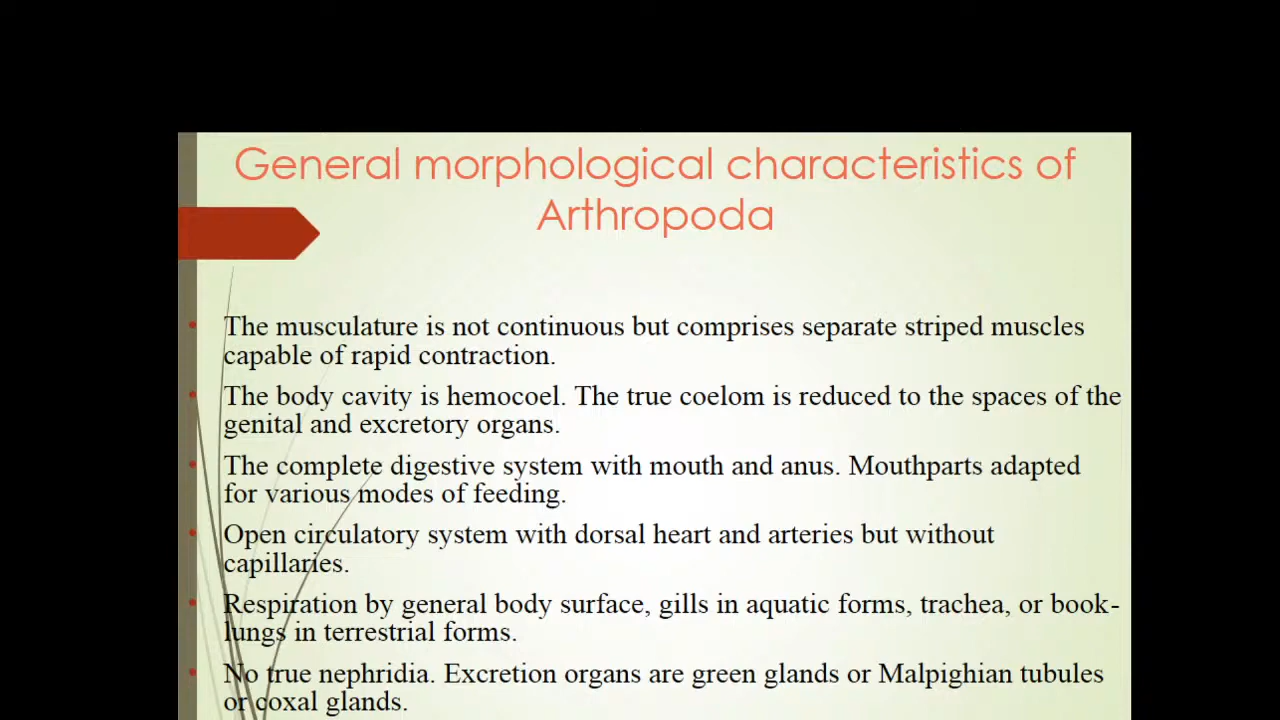 General morphological characteristics of
Arthropoda
• The musculature is not continuous but comprises separate striped muscles
capable of rapid contraction.
• The body cavity is hemocoel. The true coelom is reduced to the spaces of the
genital and excretory organs.
• The complete digestive system with mouth and anus. Mouthparts adapted
for various modes of feeding.
• Open circulatory system with dorsal heart and arteries but without
capillaries.
• Respiration by general body surface, gills in aquatic forms, trachea, or book-
lungs in terrestrial forms.
• No true nephridia. Excretion organs are green glands or Malpighian tubules
or coxal glands.